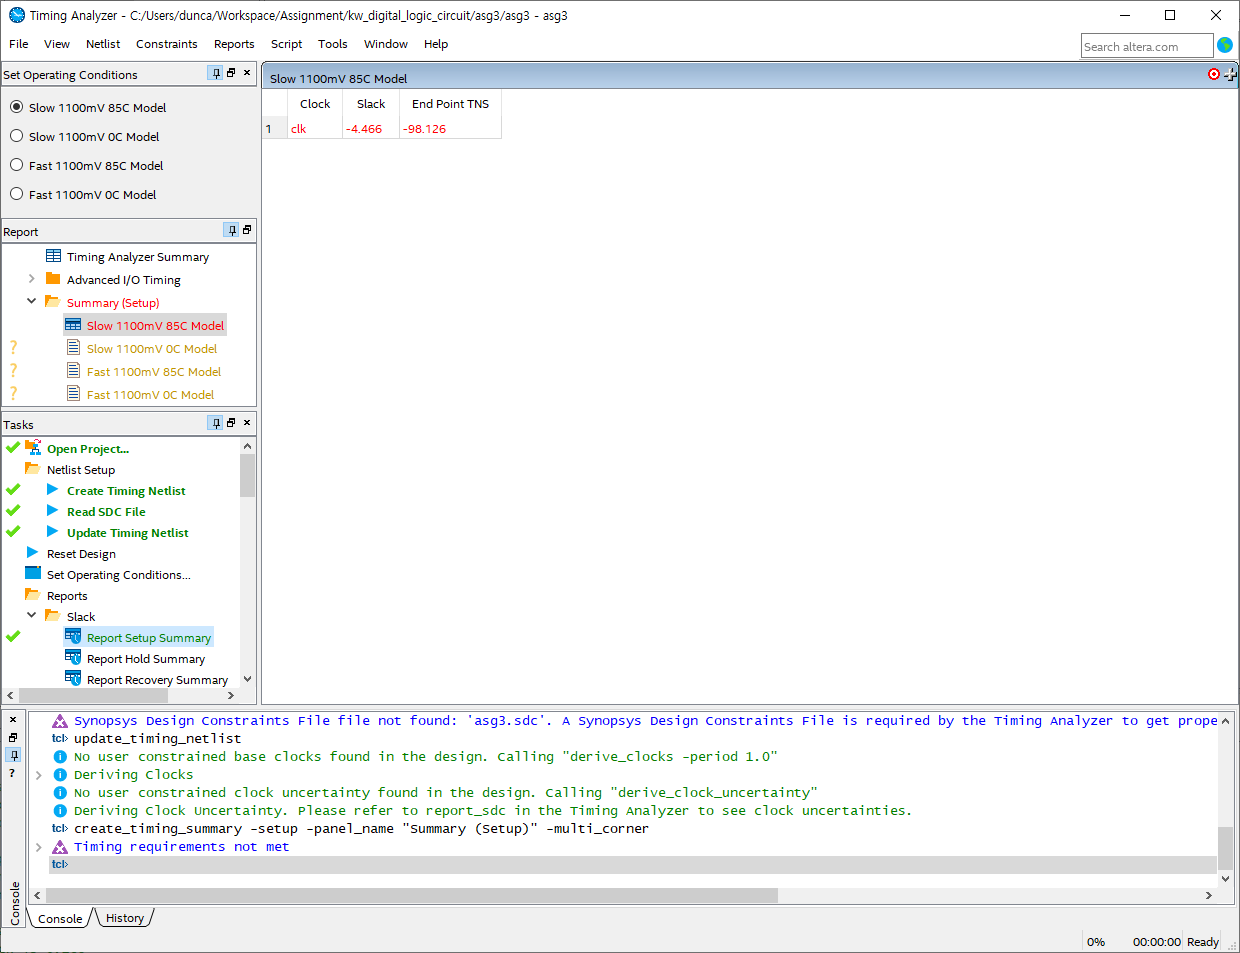 Timing Analyzer - C:/Users/dunca/Workspace/Assignment/kw_digital_logic_circuit/asg3/asg3 - asg3
File View Netlist Constraints Reports Script Tools Window Help
Search altera.com
Set Operating Conditions
Slow 1100mV 85C Model
Slow 1100mV 0C Model
Fast 1100mV 85C Model
Fast 1100mV 0C Model
Report
Timing Analyzer Summary
Advanced I/O Timing
Summary (Setup)
Slow 1100mV 85C Model
? Slow 1100mV 0C Model
? Fast 1100mV 85C Model
? Fast 1100mV 0C Model
Tasks
Open Project...
Netlist Setup
Create Timing Netlist
Read SDC File
Update Timing Netlist
Reset Design
Set Operating Conditions...
Reports
Slack
Report Setup Summary
Report Hold Summary
Report Recovery Summary
Slow 1100mV 85C Model
Clock Slack End Point TNS
1 clk -4.466 -98.126
Synopsys Design Constraints File file not found: 'asg3.sdc'. A Synopsys Design Constraints File is required by the Timing Analyzer to get prope
tcl> update_timing_netlist
No user constrained base clocks found in the design. Calling "derive_clocks -period 1.0"
Deriving Clocks
No user constrained clock uncertainty found in the design. Calling "derive_clock_uncertainty"
Deriving Clock Uncertainty. Please refer to report_sdc in the Timing Analyzer to see clock uncertainties.
tcl> create_timing_summary -setup -panel_name "Summary (Setup)" -multi_corner
Timing requirements not met
tcl>
?
Console
Console History
0% 00:00:00 Ready